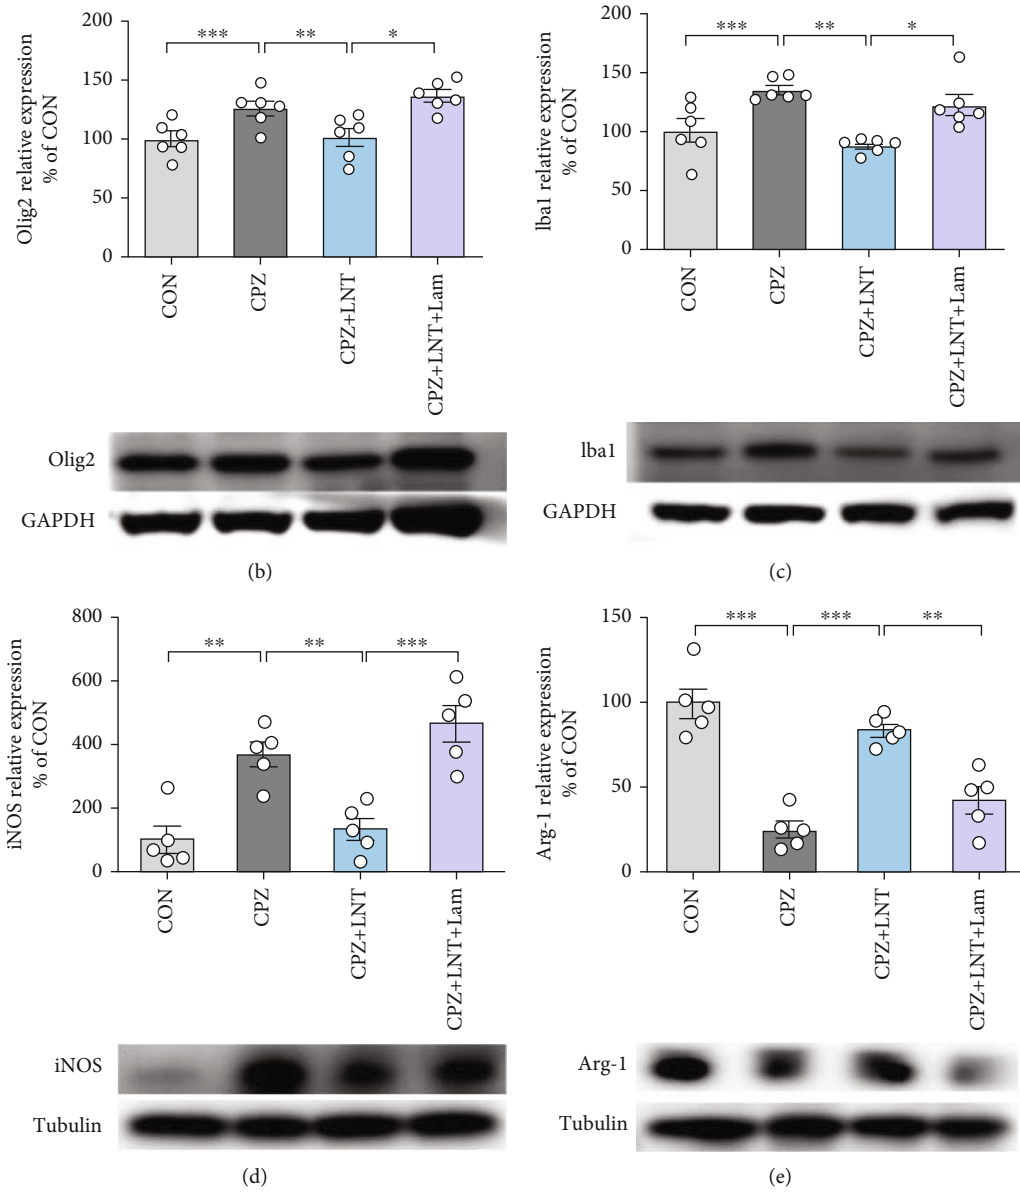 Olig2 relative expression
% of CON
200
150
100
50
0
***
**
*
CON
CPZ
CPZ+LNT
CPZ+LNT+Lam
Olig2
GAPDH
(b)
Iba1 relative expression
% of CON
200
150
100
50
0
***
**
*
CON
CPZ
CPZ+LNT
CPZ+LNT+Lam
Iba1
GAPDH
(c)
iNOS relative expression
% of CON
800
600
400
200
0
**
**
***
CON
CPZ
CPZ+LNT
CPZ+LNT+Lam
iNOS
Tubulin
(d)
Arg-1 relative expression
% of CON
150
100
50
0
***
***
**
CON
CPZ
CPZ+LNT
CPZ+LNT+Lam
Arg-1
Tubulin
(e)